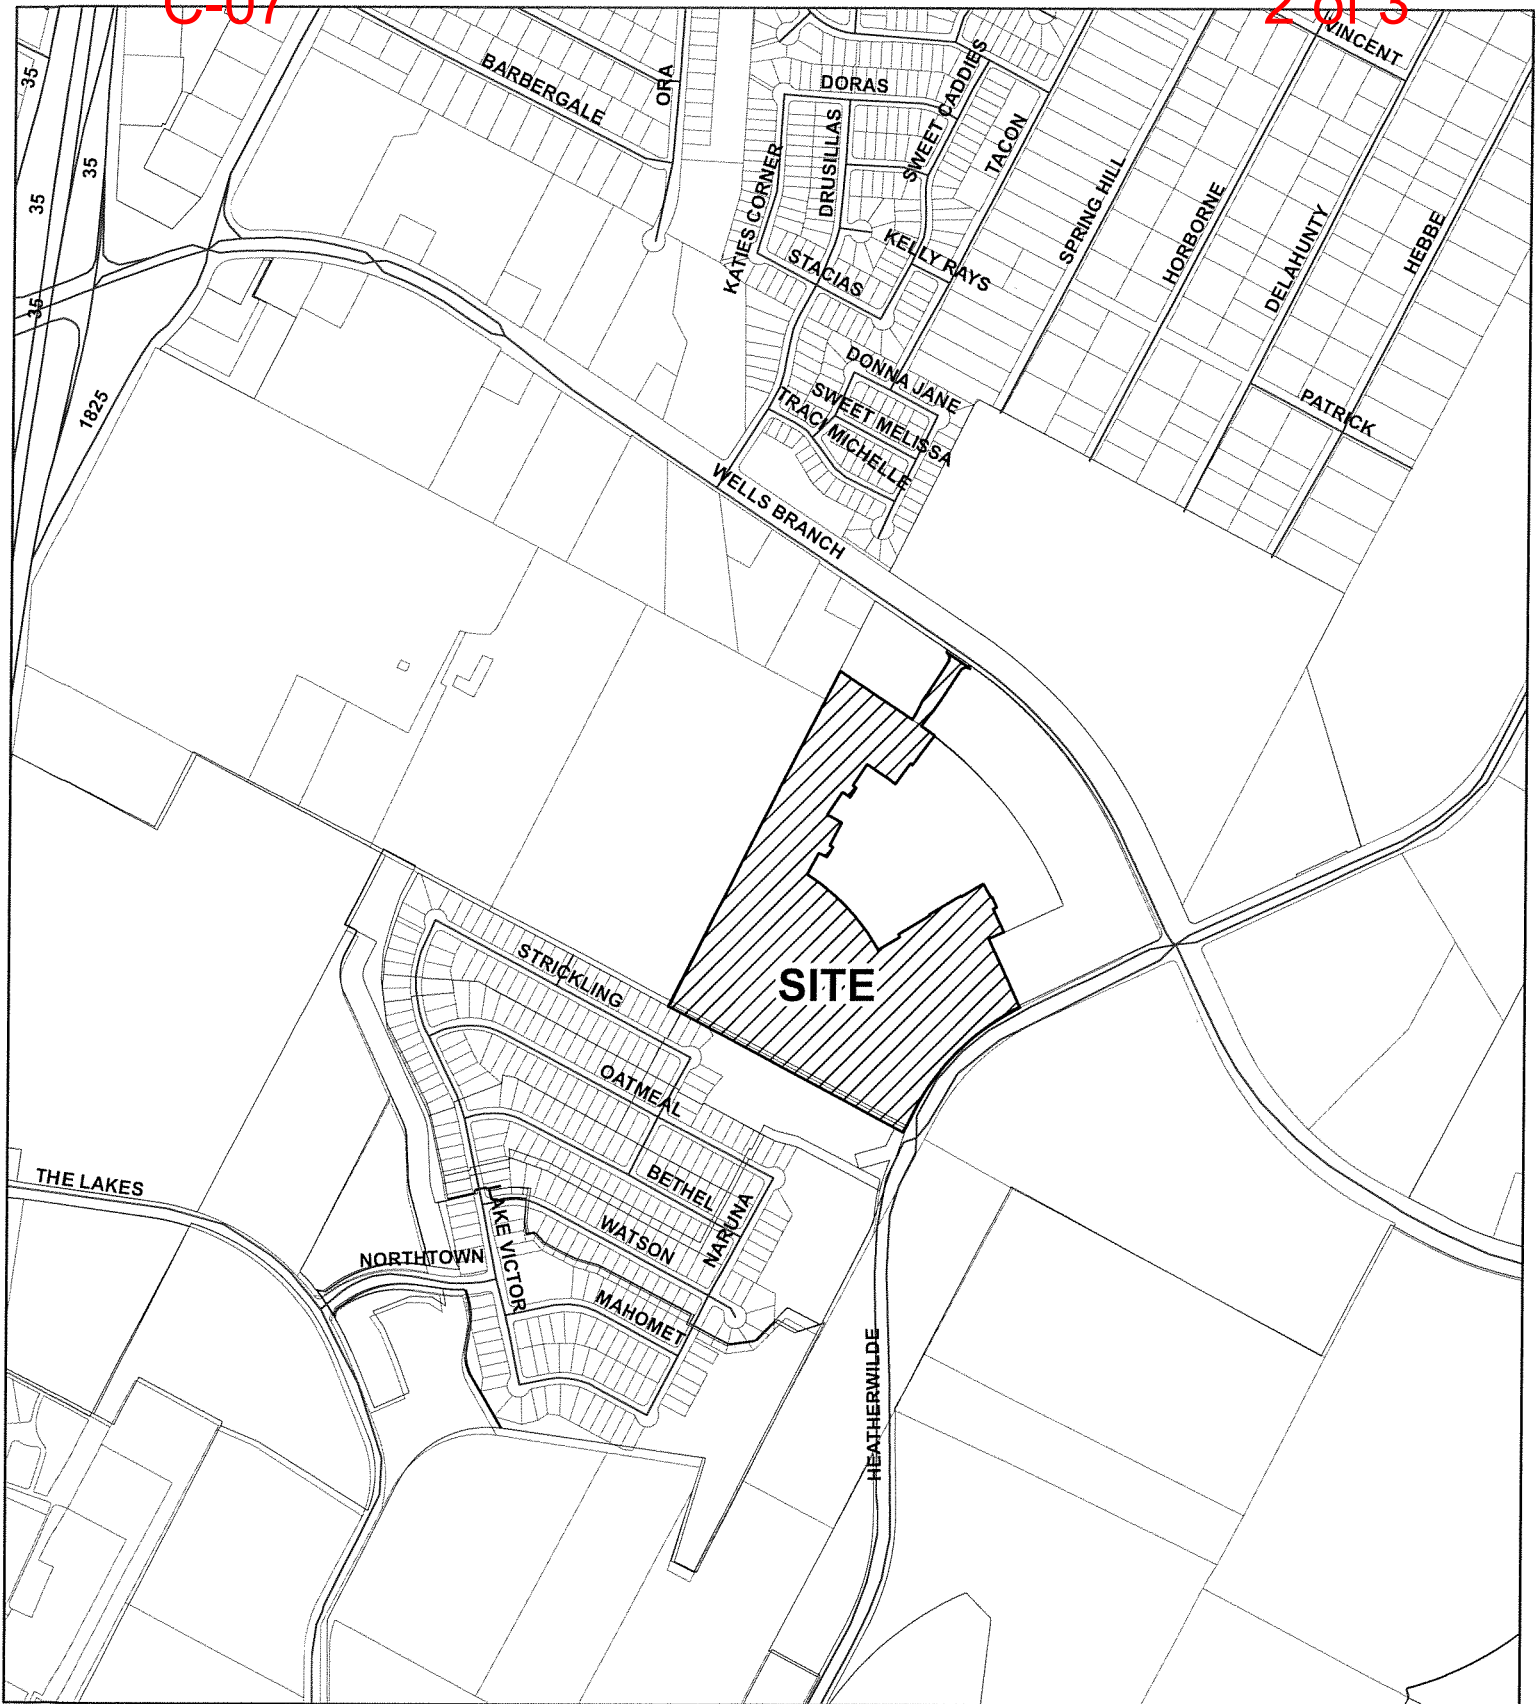 C-07
2 of 3
VINCENT
35
BARBERGALE
ORA
DORAS
SWEET CADDIES
35
35
35
KATIES CORNER
DRUSILLAS
TACON
SPRING HILL
HORBORNE
DELAHUNTY
HEBBE
STACIAS
KELLY RAYS
1825
DONNA JANE
SWEET MELISSA
TRACI MICHELLE
PATRICK
WELLS BRANCH
STRICKLING
SITE
OATMEAL
BETHEL
THE LAKES
LAKE VICTOR
WATSON
NARUNA
NORTHTOWN
MAHOMET
HEATHERWILDE